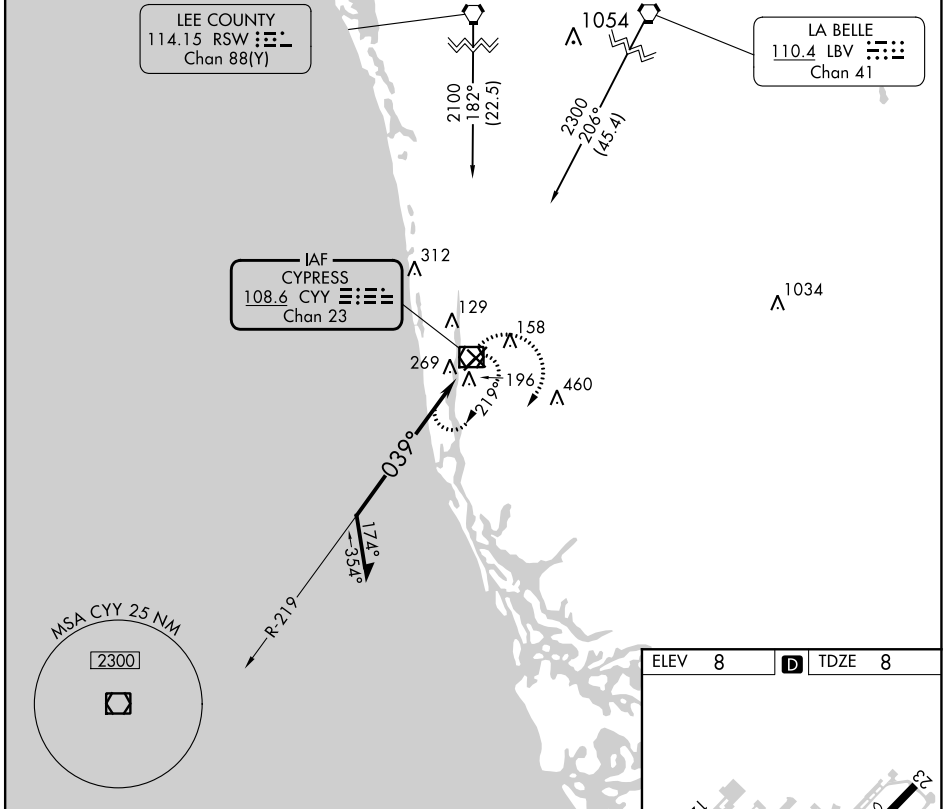 LEE COUNTY
114.15 RSW
Chan 88(Y)
1054
LA BELLE
110.4 LBV
Chan 41
2100
182°
(22.5)
2300
206°
(45.4)
312
IAF
CYPRESS
108.6 CYY
Chan 23
1034
129
158
269
196
460
219°
039°
174°
354°
R-219
MSA CYY 25 NM
2300
ELEV 8 D TDZE 8
23